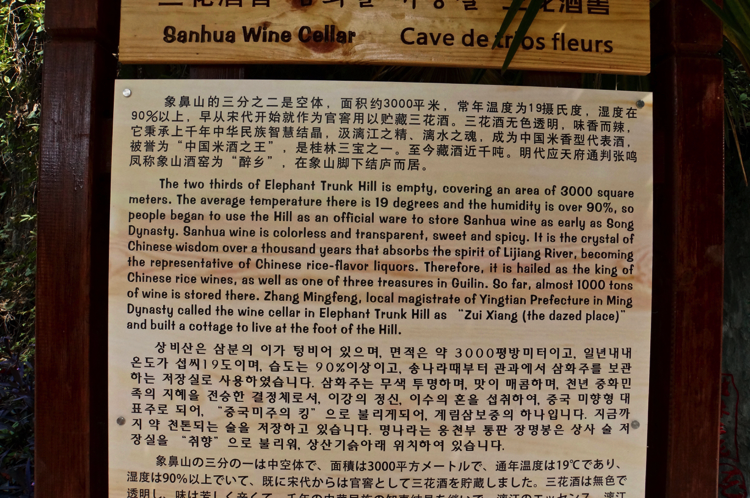 三花酒窖
Sanhua Wine Cellar Cave de trios fleurs
象鼻山的三分之二是空体，面积约3000平米，常年温度为19摄氏度，湿度在
90%以上，早从宋代开始就作为官窖用以贮藏三花酒。三花酒无色透明，味香而辣，
它秉承上千年中华民族智慧结晶，汲漓江之精、漓水之魂，成为中国米香型代表酒，
被誉为“中国米酒之王”，是桂林三宝之一。至今藏酒近千吨。明代应天府通判张鸣
凤称象山酒窑为“醉乡”，在象山脚下结庐而居。
The two thirds of Elephant Trunk Hill is empty, covering an area of 3000 square
meters. The average temperature there is 19 degrees and the humidity is over 90%, so
people began to use the Hill as an official ware to store Sanhua wine as early as Song
Dynasty. Sanhua wine is colorless and transparent, sweet and spicy. It is the crystal of
Chinese wisdom over a thousand years that absorbs the spirit of Lijiang River, becoming
the representative of Chinese rice-flavor liquors. Therefore, it is hailed as the king of
Chinese rice wines, as well as one of three treasures in Guilin. So far, almost 1000 tons
of wine is stored there. Zhang Mingfeng, local magistrate of Yingtian Prefecture in Ming
Dynasty called the wine cellar in Elephant Trunk Hill as “Zui Xiang (the dazed place)”
and built a cottage to live at the foot of the Hill.
상비산은 삼분의 이가 텅비어 있으며, 면적은 약 3000평방미터이고, 일년내내
온도가 섭씨19도이며, 습도는 90%이상이고, 송나라때부터 관과에서 삼화주를 보관
하는 저장실로 사용하였습니다. 삼화주는 무색 투명하며, 맛이 매콤하며, 천년 중화민
족의 지혜를 전승한 결정체로서, 이강의 정신, 이수의 혼을 섭취하여, 중국 미향형 대
표주로 되어, “중국미주의 킹”으로 불리게되어, 계림삼보중의 하나입니다. 지금까
지 약 천톤되는 술을 저장하고 있습니다. 명나라는 응천부 통판 장명봉은 상사 술 저
장실을 “취향”으로 불리워, 상산기슭아래 위치하여 있습니다.
象鼻山の三分の一は中空体で、面積は3000平方メートルで、通年温度は19℃であり、
湿度は90%以上でいて、既に宋代からは官窖として三花酒を貯蔵しました。三花酒は無色で